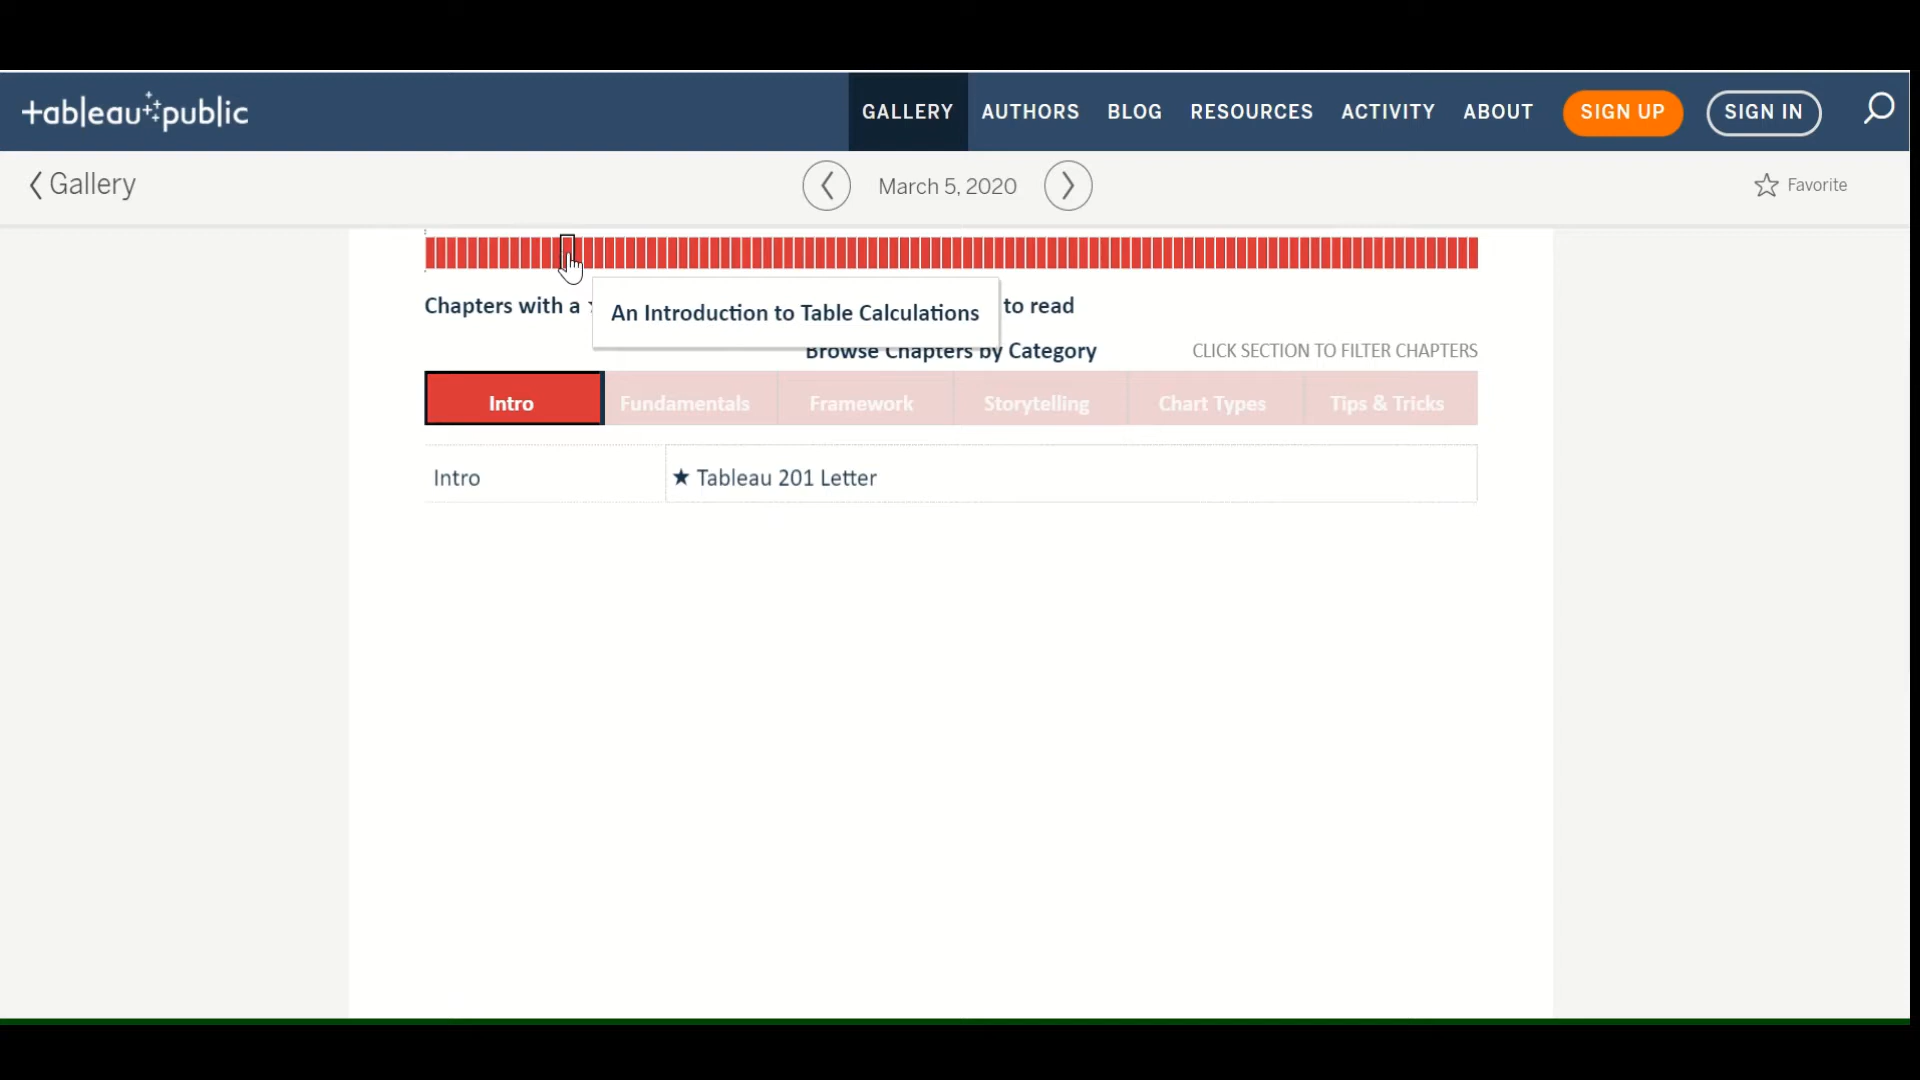 tableau public
GALLERY AUTHORS BLOG RESOURCES ACTIVITY ABOUT SIGN UP SIGN IN
Gallery
March 5, 2020
Favorite
Chapters with a
An Introduction to Table Calculations
to read
Browse Chapters by Category
CLICK SECTION TO FILTER CHAPTERS
Intro Fundamentals Framework Storytelling Chart Types Tips & Tricks
Intro ★ Tableau 201 Letter